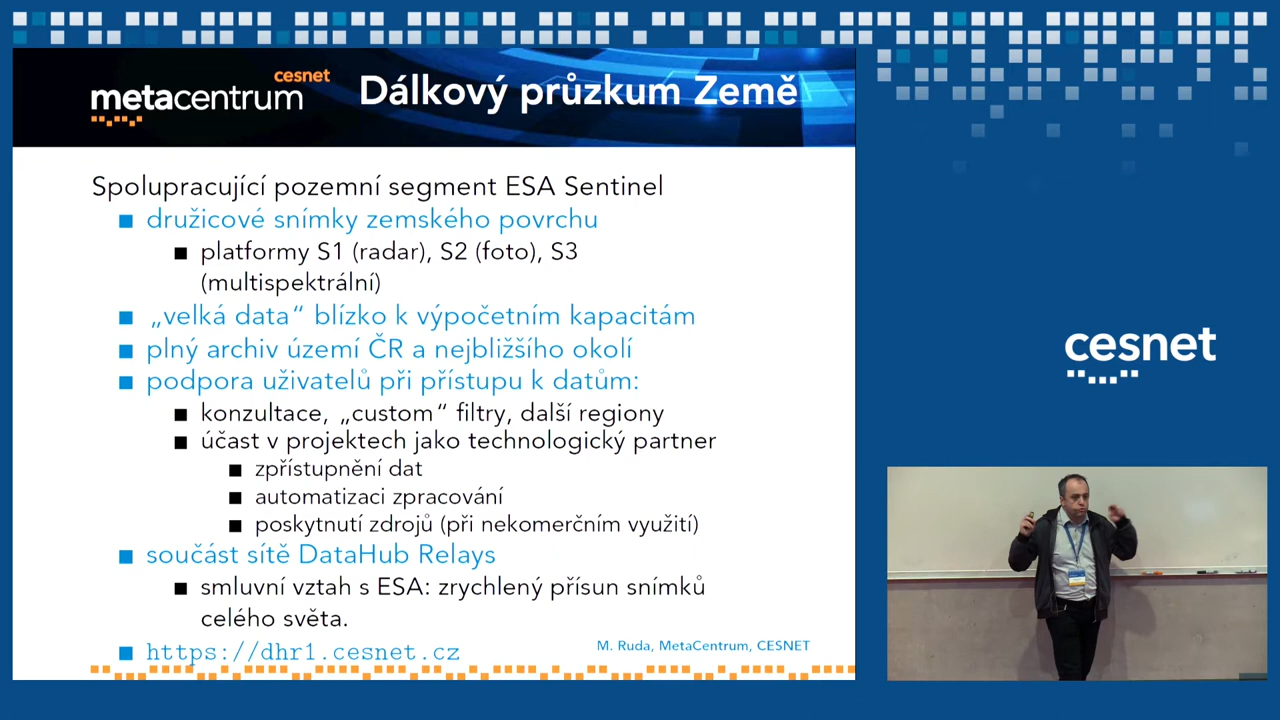 cesnet
metacentrum
Dálkový průzkum Země
Spolupracující pozemní segment ESA Sentinel
družicové snímky zemského povrchu
platformy S1 (radar), S2 (foto), S3
(multispektrální)
„velká data“ blízko k výpočetním kapacitám
plný archiv území ČR a nejbližšího okolí
podpora uživatelů při přístupu k datům:
konzultace, „custom“ filtry, další regiony
účast v projektech jako technologický partner
zpřístupnění dat
automatizaci zpracování
poskytnutí zdrojů (při nekomerčním využití)
součást sítě DataHub Relays
smluvní vztah s ESA: zrychlený přísun snímků
celého světa.
https://dhr1.cesnet.cz
M. Ruda, MetaCentrum, CESNET
cesnet